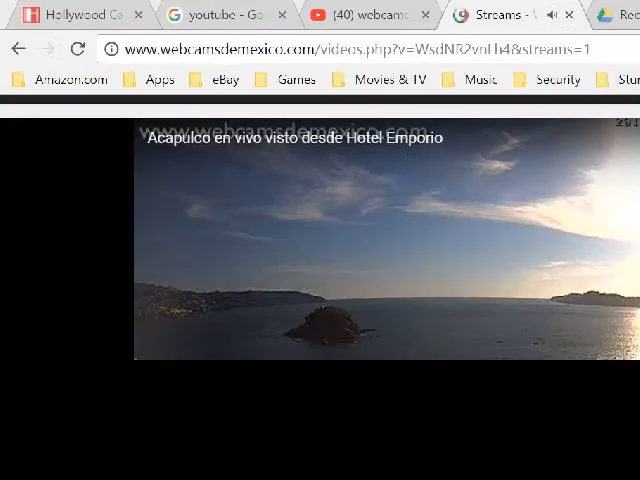 Hollywood Ca
youtube - Go
(40) webcam
Streams -
www.webcamsdemexico.com/videos.php?v=WsdNR2vnLh4&streams=1
Amazon.com Apps eBay Games Movies & TV Music Security
www.webcamsdemexico.com
Acapulco en vivo visto desde Hotel Emporio